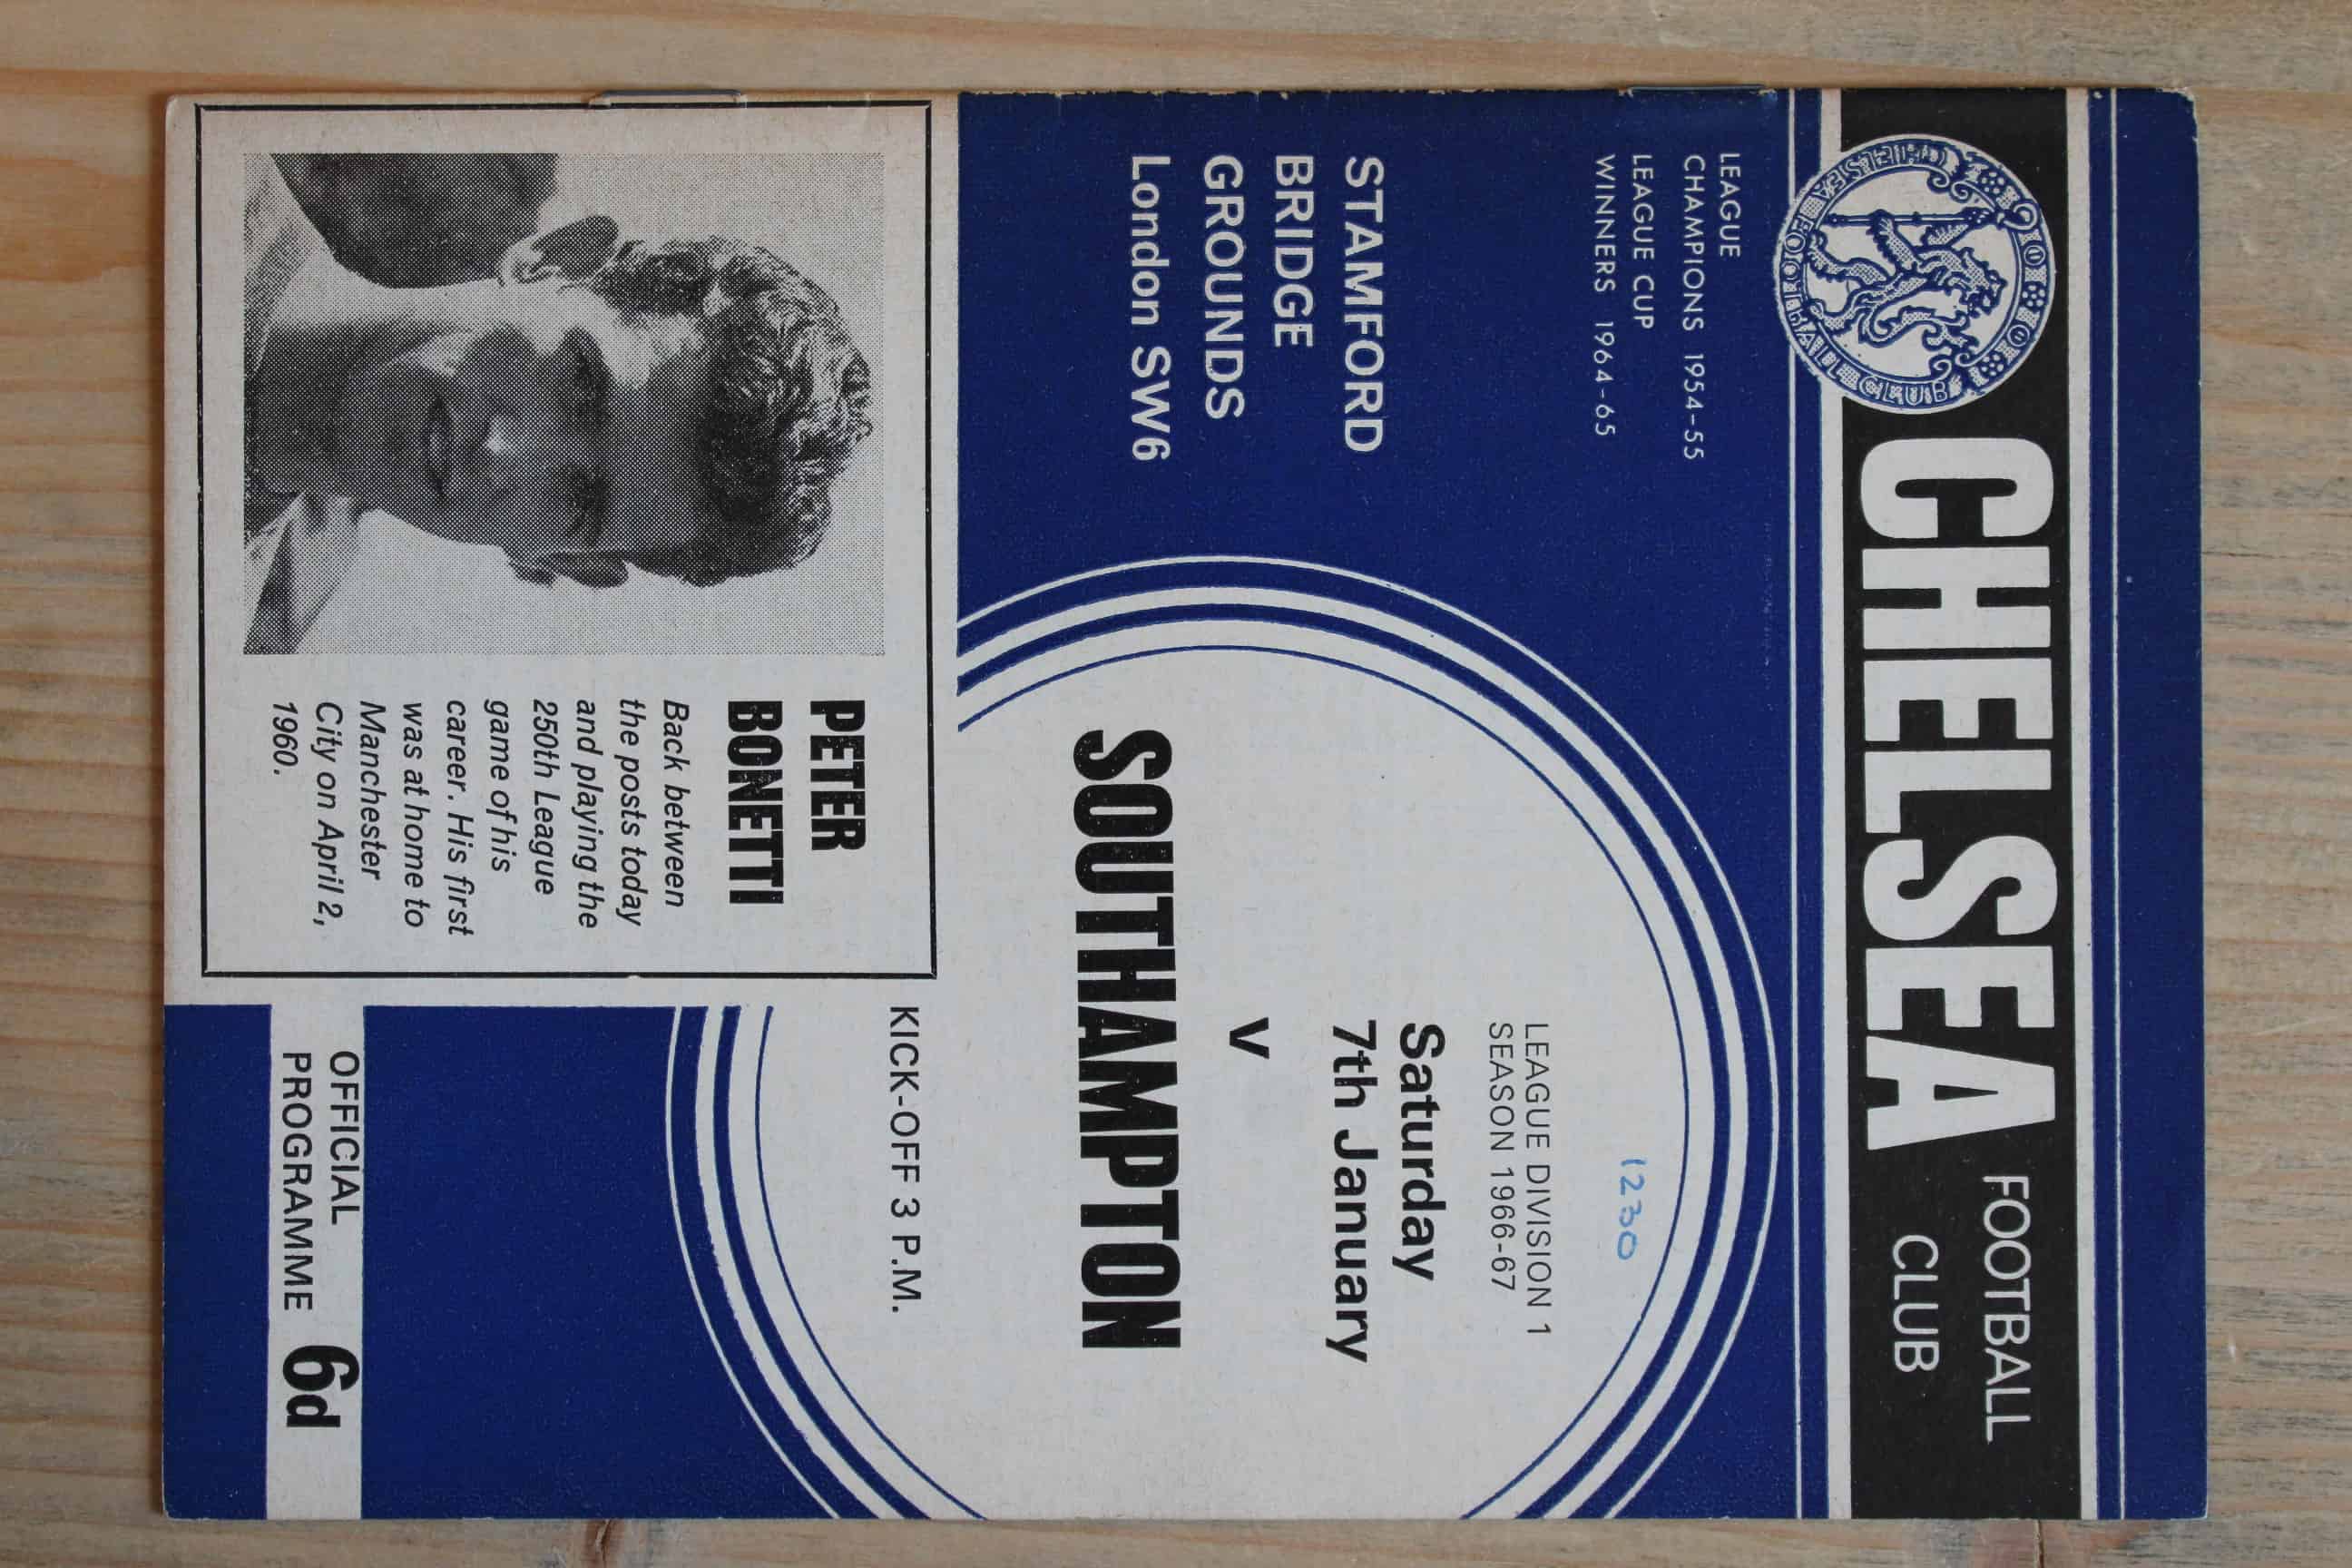 CHELSEA FOOTBALL CLUB
CHELSEA
FOOTBALL
CLUB
LEAGUE
CHAMPIONS 1954-55
LEAGUE CUP
WINNERS 1964-65
STAMFORD
BRIDGE
GROUNDS
London SW6
1230
LEAGUE DIVISION 1
SEASON 1966-67
Saturday
7th January
V
SOUTHAMPTON
KICK-OFF 3 P.M.
PETER
BONETTI
Back between
the posts today
and playing the
250th League
game of his
career. His first
was at home to
Manchester
City on April 2,
1960.
OFFICIAL
PROGRAMME 6d